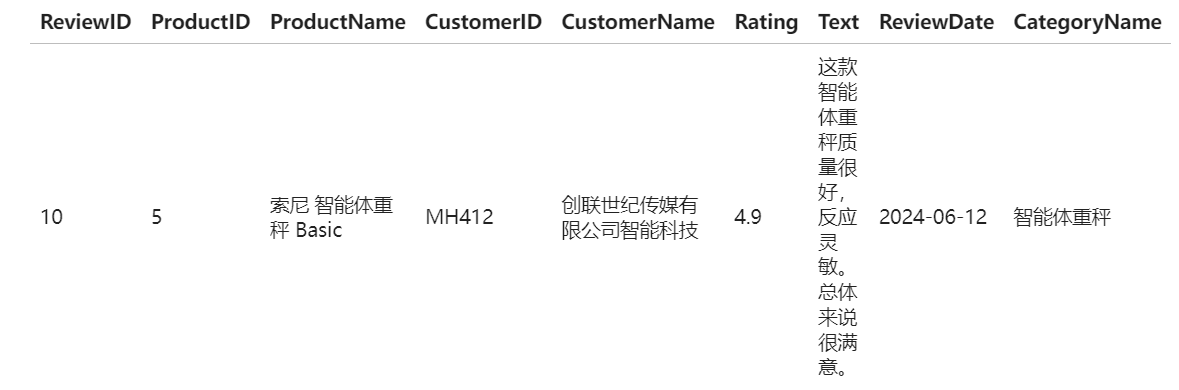 ReviewID ProductID ProductName CustomerID CustomerName Rating Text ReviewDate CategoryName
10
5
索尼 智能体重
秤 Basic
MH412
创联世纪传媒有
限公司智能科技
4.9
这款
智能
体重
秤质
量很
好，
反应
灵
敏。
总体
来说
很满
意。
2024-06-12
智能体重秤